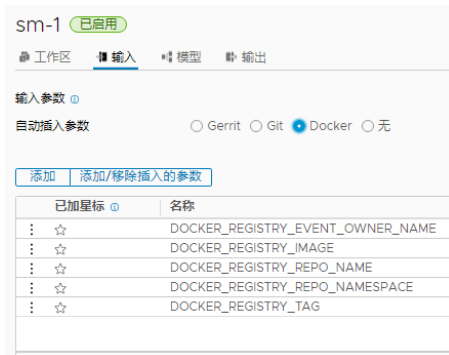 sm-1 已启用
工作区 输入 模型 输出
输入参数
自动插入参数 Gerrit Git Docker 无
添加 添加/移除插入的参数
已加星标 名称
DOCKER_REGISTRY_EVENT_OWNER_NAME
DOCKER_REGISTRY_IMAGE
DOCKER_REGISTRY_REPO_NAME
DOCKER_REGISTRY_REPO_NAMESPACE
DOCKER_REGISTRY_TAG